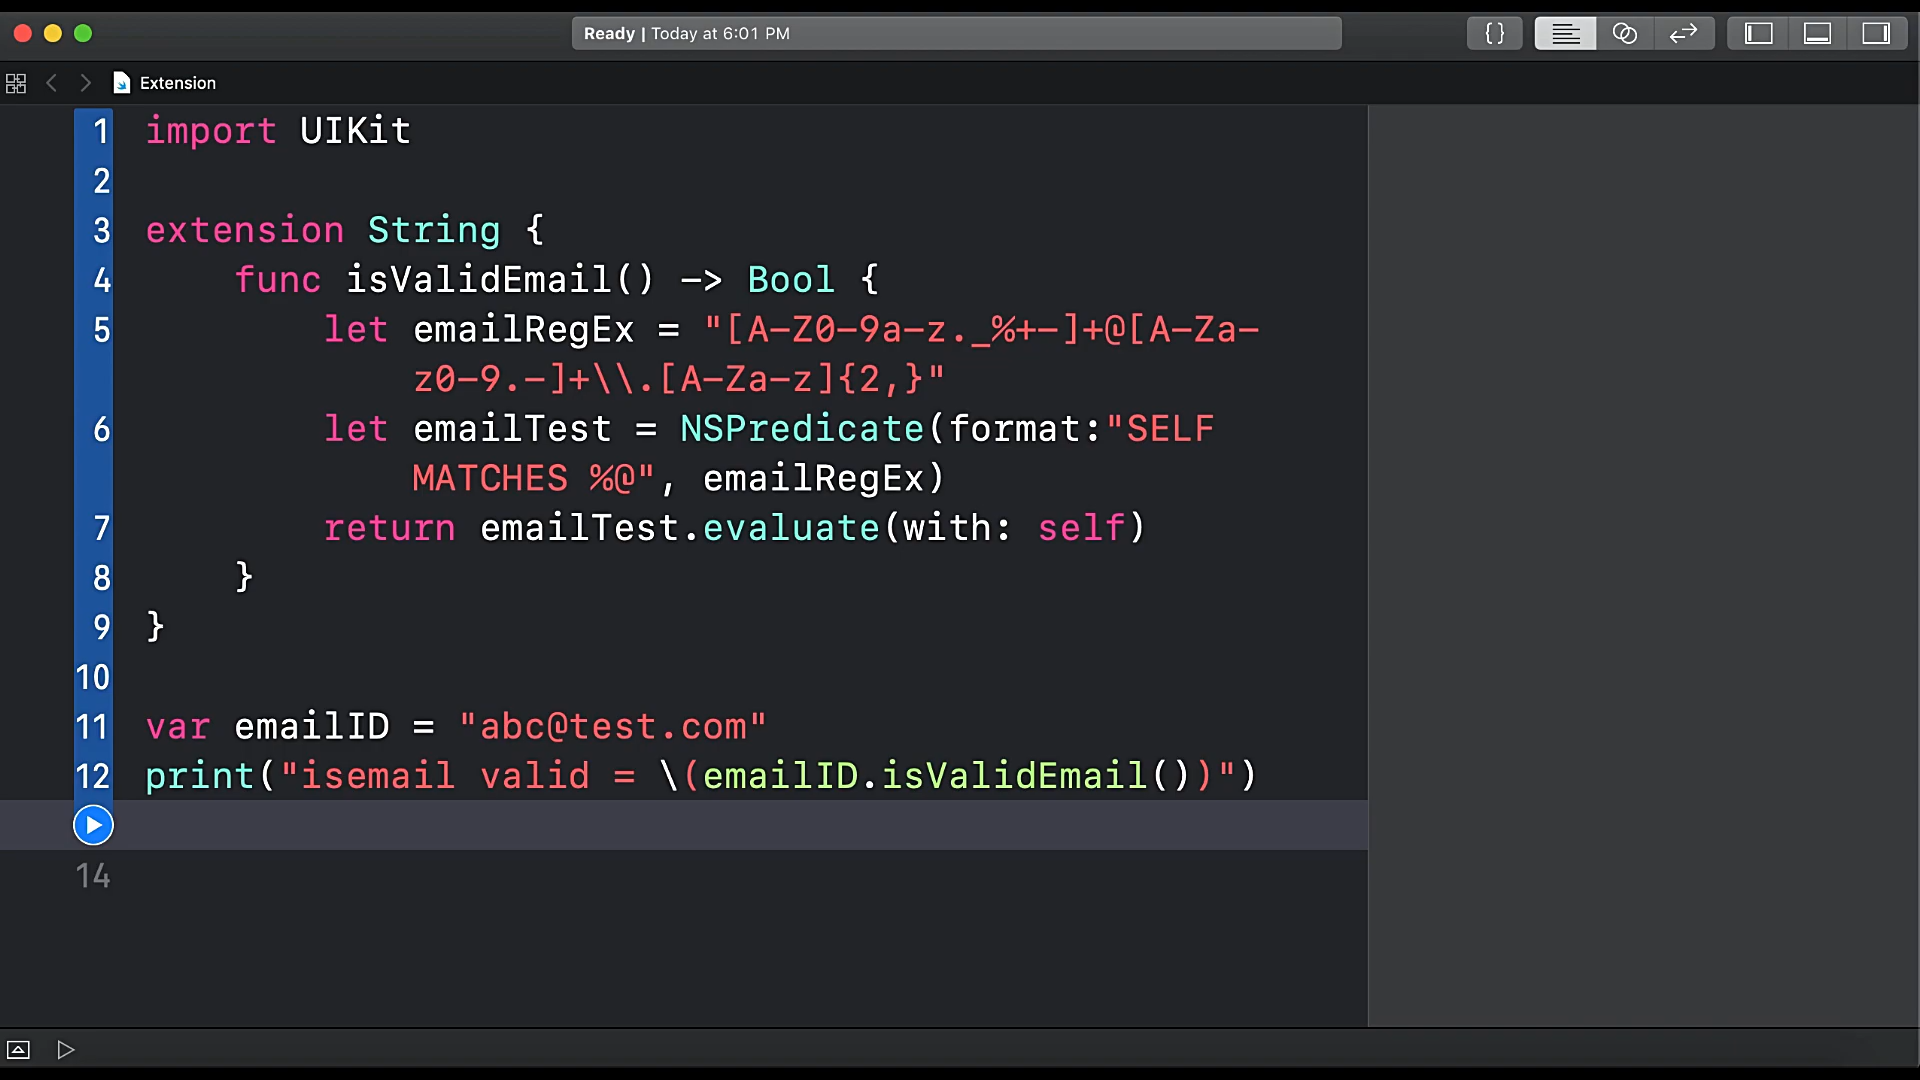 Ready | Today at 6:01 PM
{}
Extension
1 import UIKit
2
3 extension String {
4 func isValidEmail() -> Bool {
5 let emailRegEx = "[A-Z0-9a-z._%+-]+@[A-Za-
z0-9.-]+\\.[A-Za-z]{2,}"
6 let emailTest = NSPredicate(format:"SELF
MATCHES %@", emailRegEx)
7 return emailTest.evaluate(with: self)
8 }
9 }
10
11 var emailID = "abc@test.com"
12 print("isemail valid = \(emailID.isValidEmail())")
14